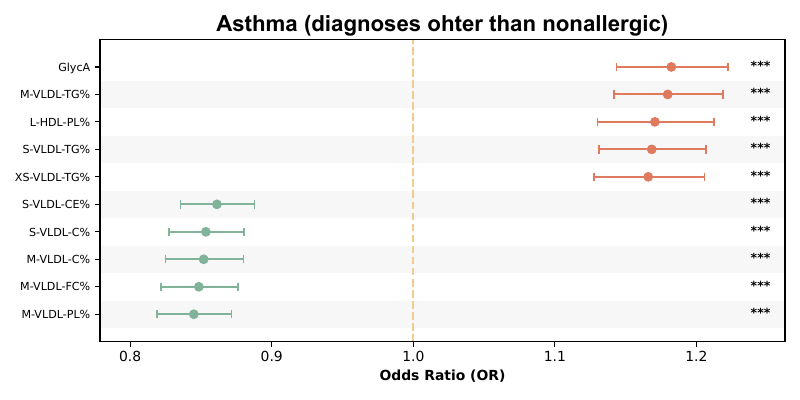 Asthma (diagnoses ohter than nonallergic)
GlycA ***
M-VLDL-TG% ***
L-HDL-PL% ***
S-VLDL-TG% ***
XS-VLDL-TG% ***
S-VLDL-CE% ***
S-VLDL-C% ***
M-VLDL-C% ***
M-VLDL-FC% ***
M-VLDL-PL% ***
0.8 0.9 1.0 1.1 1.2
Odds Ratio (OR)